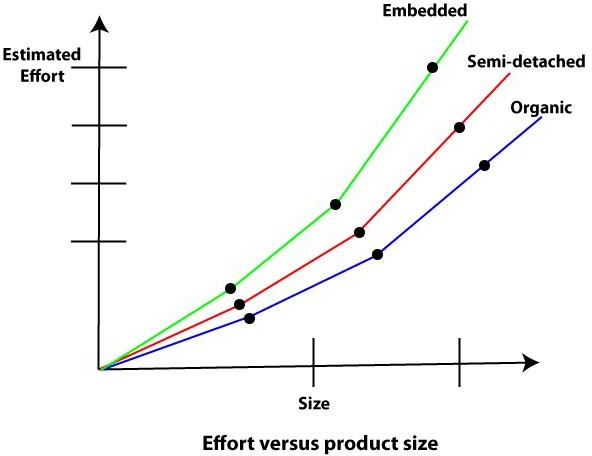 Embedded
Estimated
Effort
Semi-detached
Organic
Size
Effort versus product size